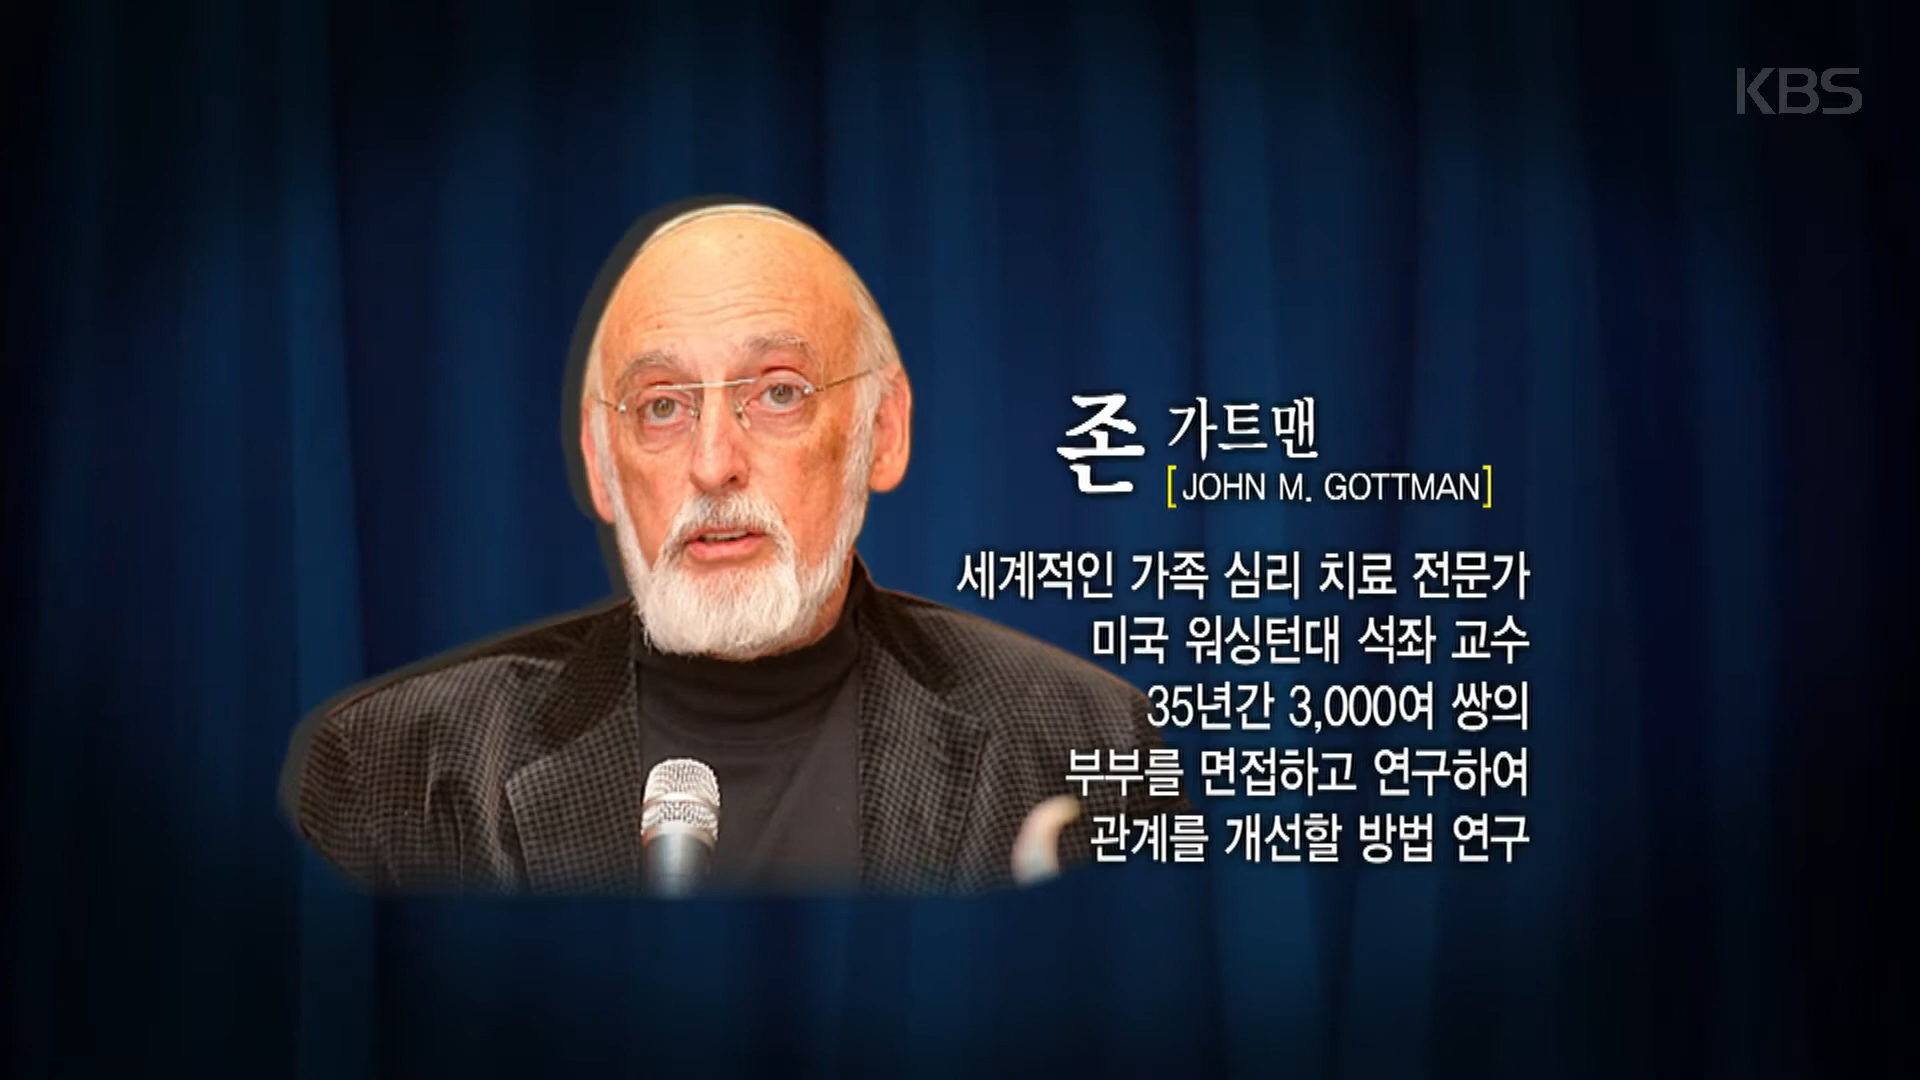 KBS
존 가트맨
[JOHN M. GOTTMAN]
세계적인 가족 심리 치료 전문가
미국 워싱턴대 석좌 교수
35년간 3,000여 쌍의
부부를 면접하고 연구하여
관계를 개선할 방법 연구